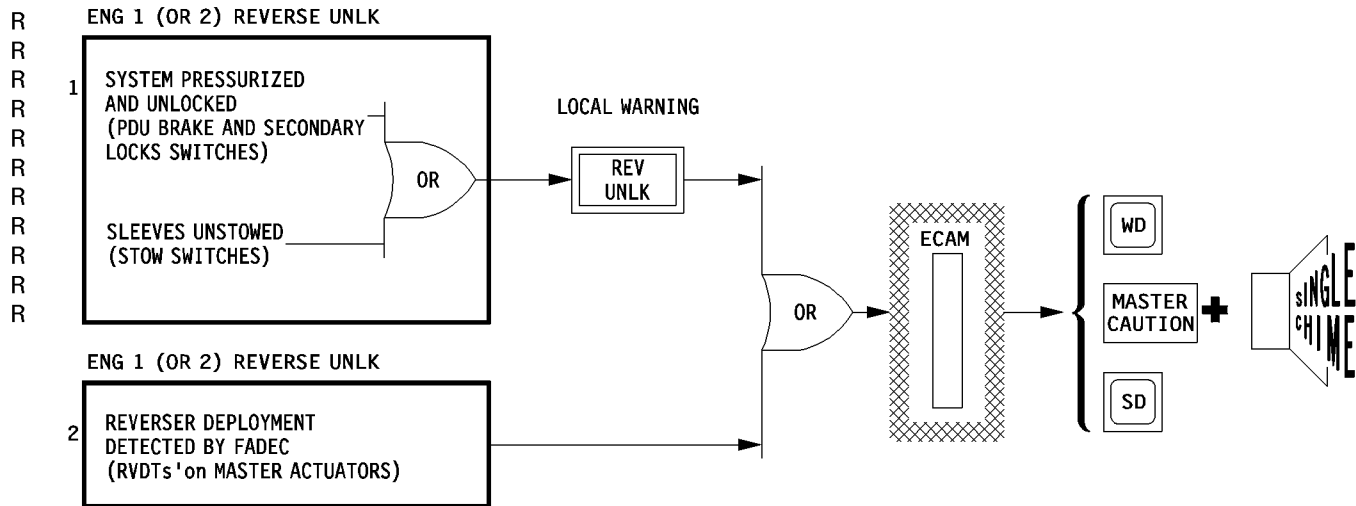 R
R
R
R
R
R
R
R
R
R
R
ENG 1 (OR 2) REVERSE UNLK
1
SYSTEM PRESSURIZED
AND UNLOCKED
(PDU BRAKE AND SECONDARY
LOCKS SWITCHES)
OR
SLEEVES UNSTOWED
(STOW SWITCHES)
LOCAL WARNING
REV
UNLK
ENG 1 (OR 2) REVERSE UNLK
2
REVERSER DEPLOYMENT
DETECTED BY FADEC
(RVDTs'on MASTER ACTUATORS)
OR
ECAM
WD
MASTER
CAUTION
SD
SINGLE
CHIME